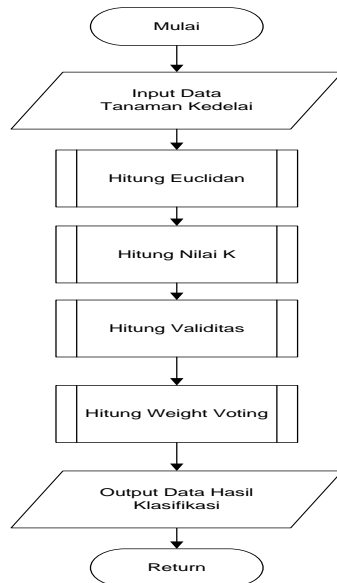 Mulai
Input Data
Tanaman Kedelai
Hitung Euclidan
Hitung Nilai K
Hitung Validitas
Hitung Weight Voting
Output Data Hasil
Klasifikasi
Return